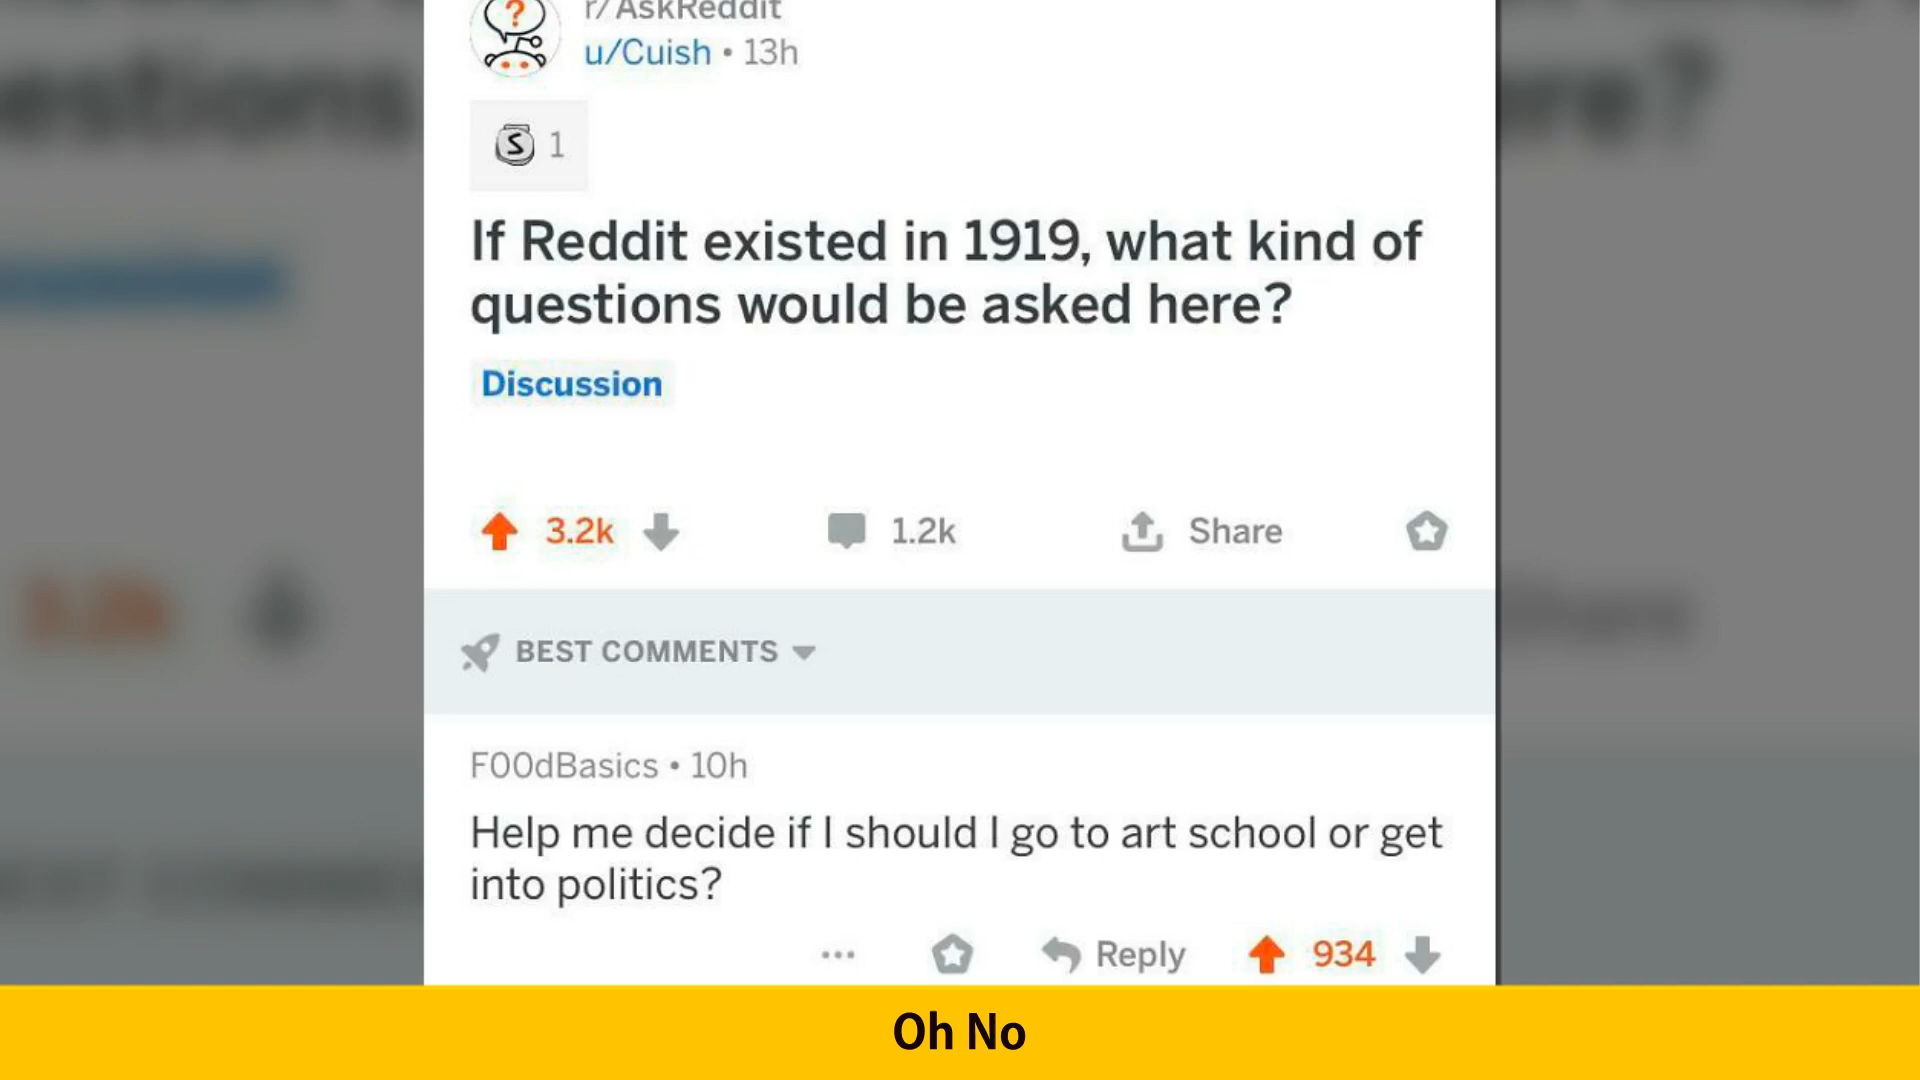 r/AskReddit
u/Cuish • 13h
S 1
If Reddit existed in 1919, what kind of
questions would be asked here?
Discussion
3.2k 1.2k Share
BEST COMMENTS
F00dBasics • 10h
Help me decide if I should I go to art school or get
into politics?
... Reply 934
Oh No